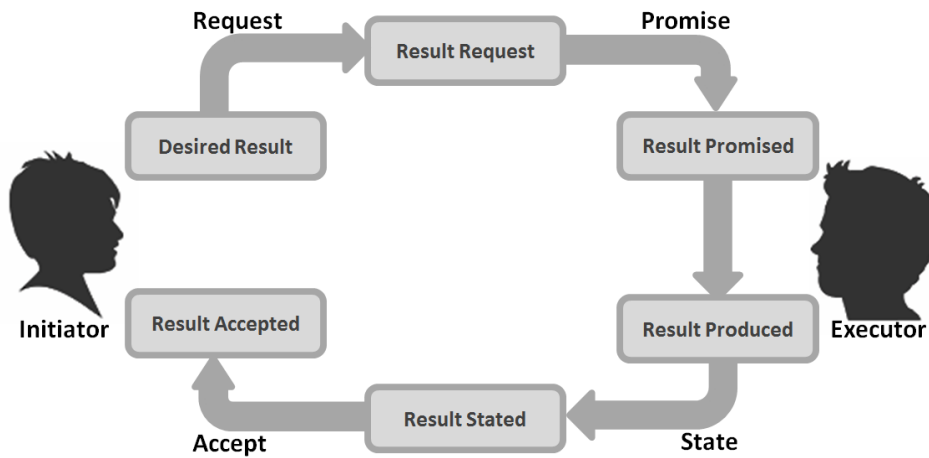 Request
Promise
Result Request
Desired Result
Result Promised
Result Accepted
Result Produced
Initiator
Executor
Result Stated
Accept
State